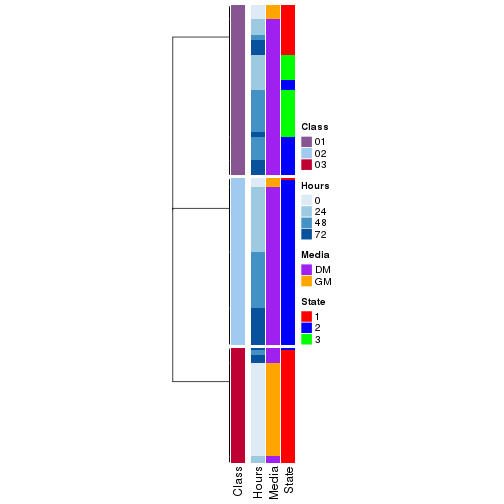 Class
01
02
03
Hours
0
24
48
72
Media
DM
GM
State
1
2
3
Class
Hours
Media
State